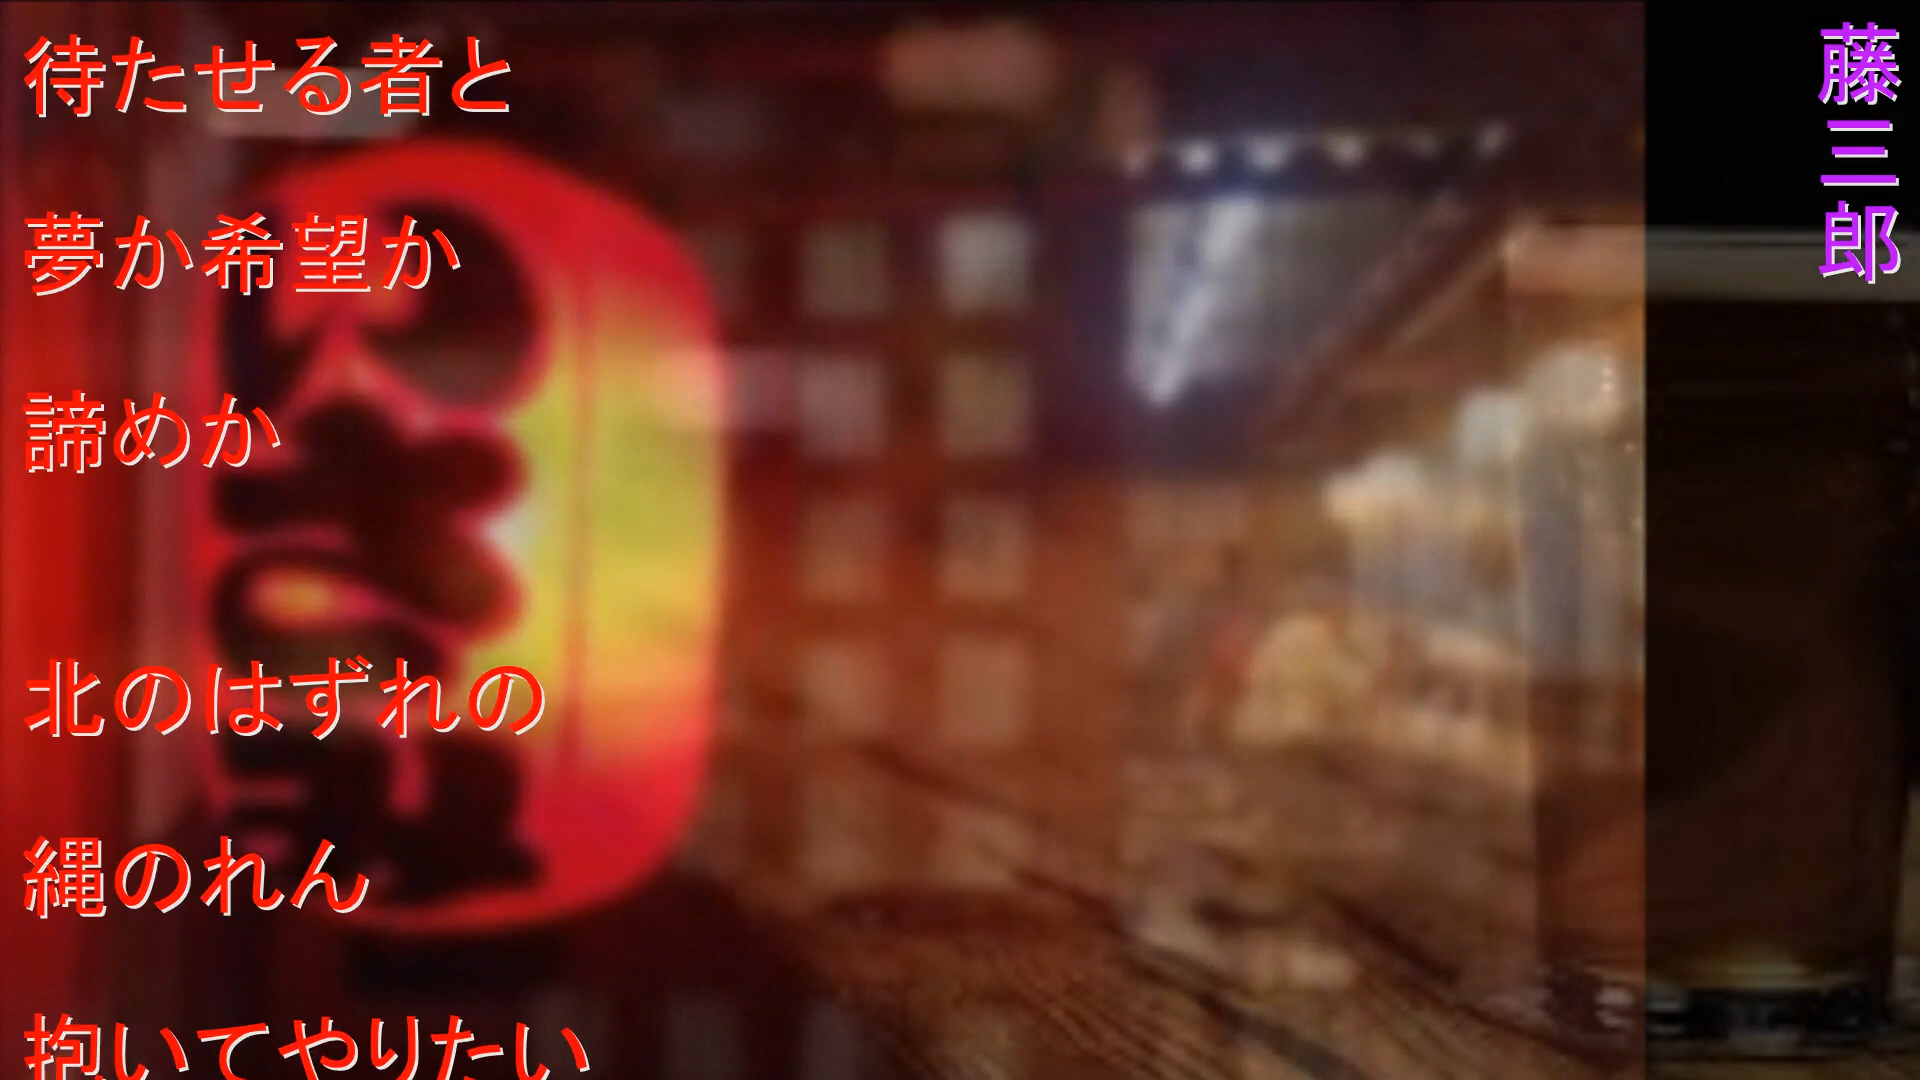 待たせる者と
夢か希望か
諦めか
北のはずれの
縄のれん
抱いてやりたい
藤三郎